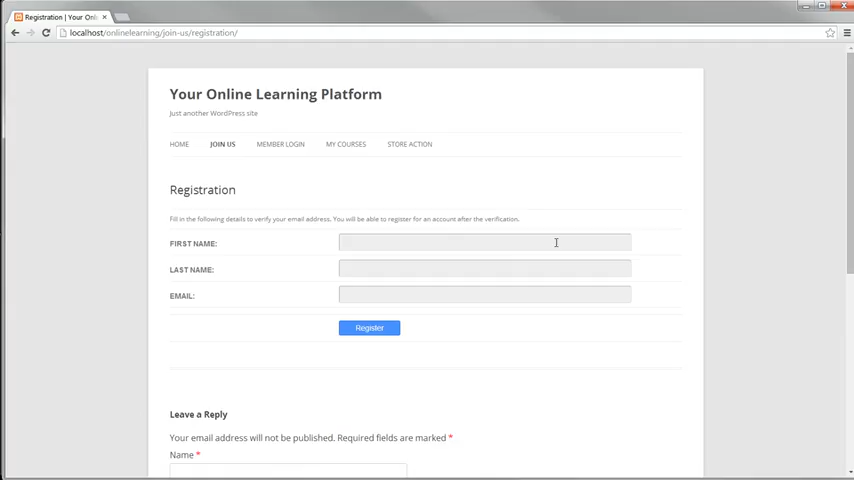 Registration | Your Onli
localhost/onlinelearning/join-us/registration/
Your Online Learning Platform
Just another WordPress site
HOME JOIN US MEMBER LOGIN MY COURSES STORE ACTION
Registration
Fill in the following details to verify your email address. You will be able to register for an account after the verification.
FIRST NAME:
LAST NAME:
EMAIL:
Register
Leave a Reply
Your email address will not be published. Required fields are marked *
Name *